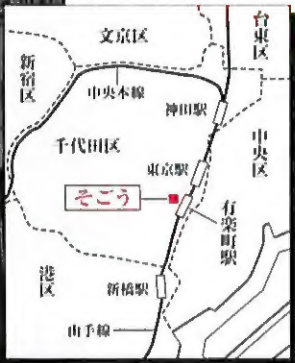 文京区
台東区
新宿区
中央本線
神田駅
中央区
千代田区
東京駅
そごう
有楽町駅
港区
新橋駅
山手線